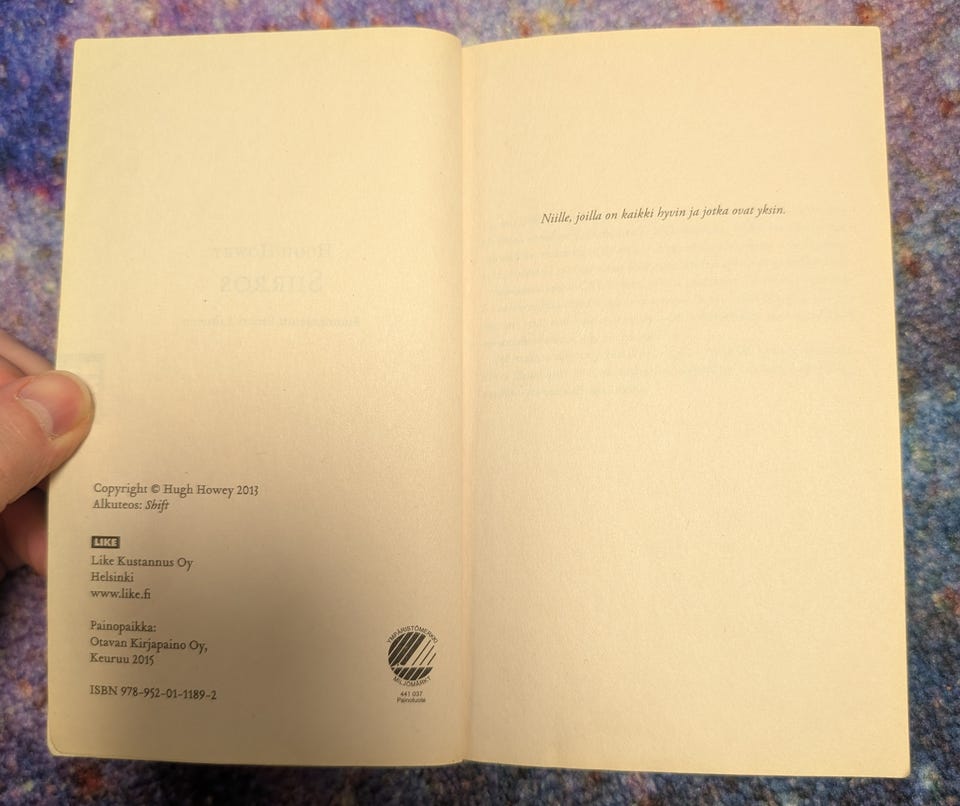 Copyright © Hugh Howey 2013
Alkuteos: Shift
LIKE
Like Kustannus Oy
Helsinki
www.like.fi
Painopaikka:
Otavan Kirjapaino Oy,
Keuruu 2015
ISBN 978-952-01-1189-2
YMPÄRISTÖMERKKI
MILJÖMÄRKT
441 037
Painotuote
Niille, joilla on kaikki hyvin ja jotka ovat yksin.